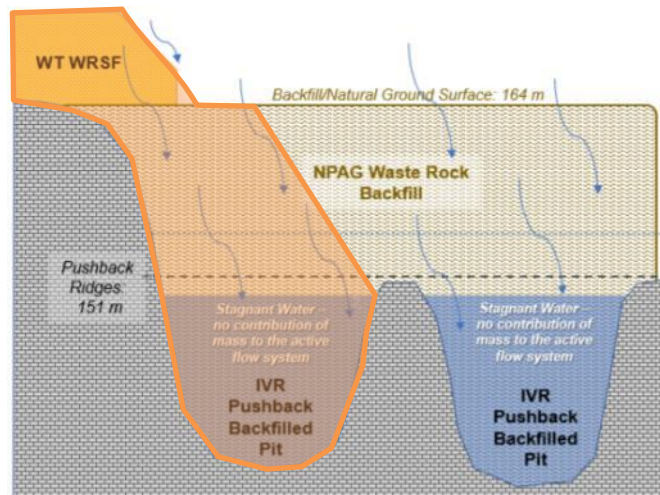 WT WRSF
Backfill/Natural Ground Surface: 164 m
NPAG Waste Rock
Backfill
Pushback
Ridges:
151 m
Stagnant Water –
no contribution of
mass to the active
flow system
IVR
Pushback
Backfilled
Pit
Stagnant Water –
no contribution of
mass to the active
flow system
IVR
Pushback
Backfilled
Pit